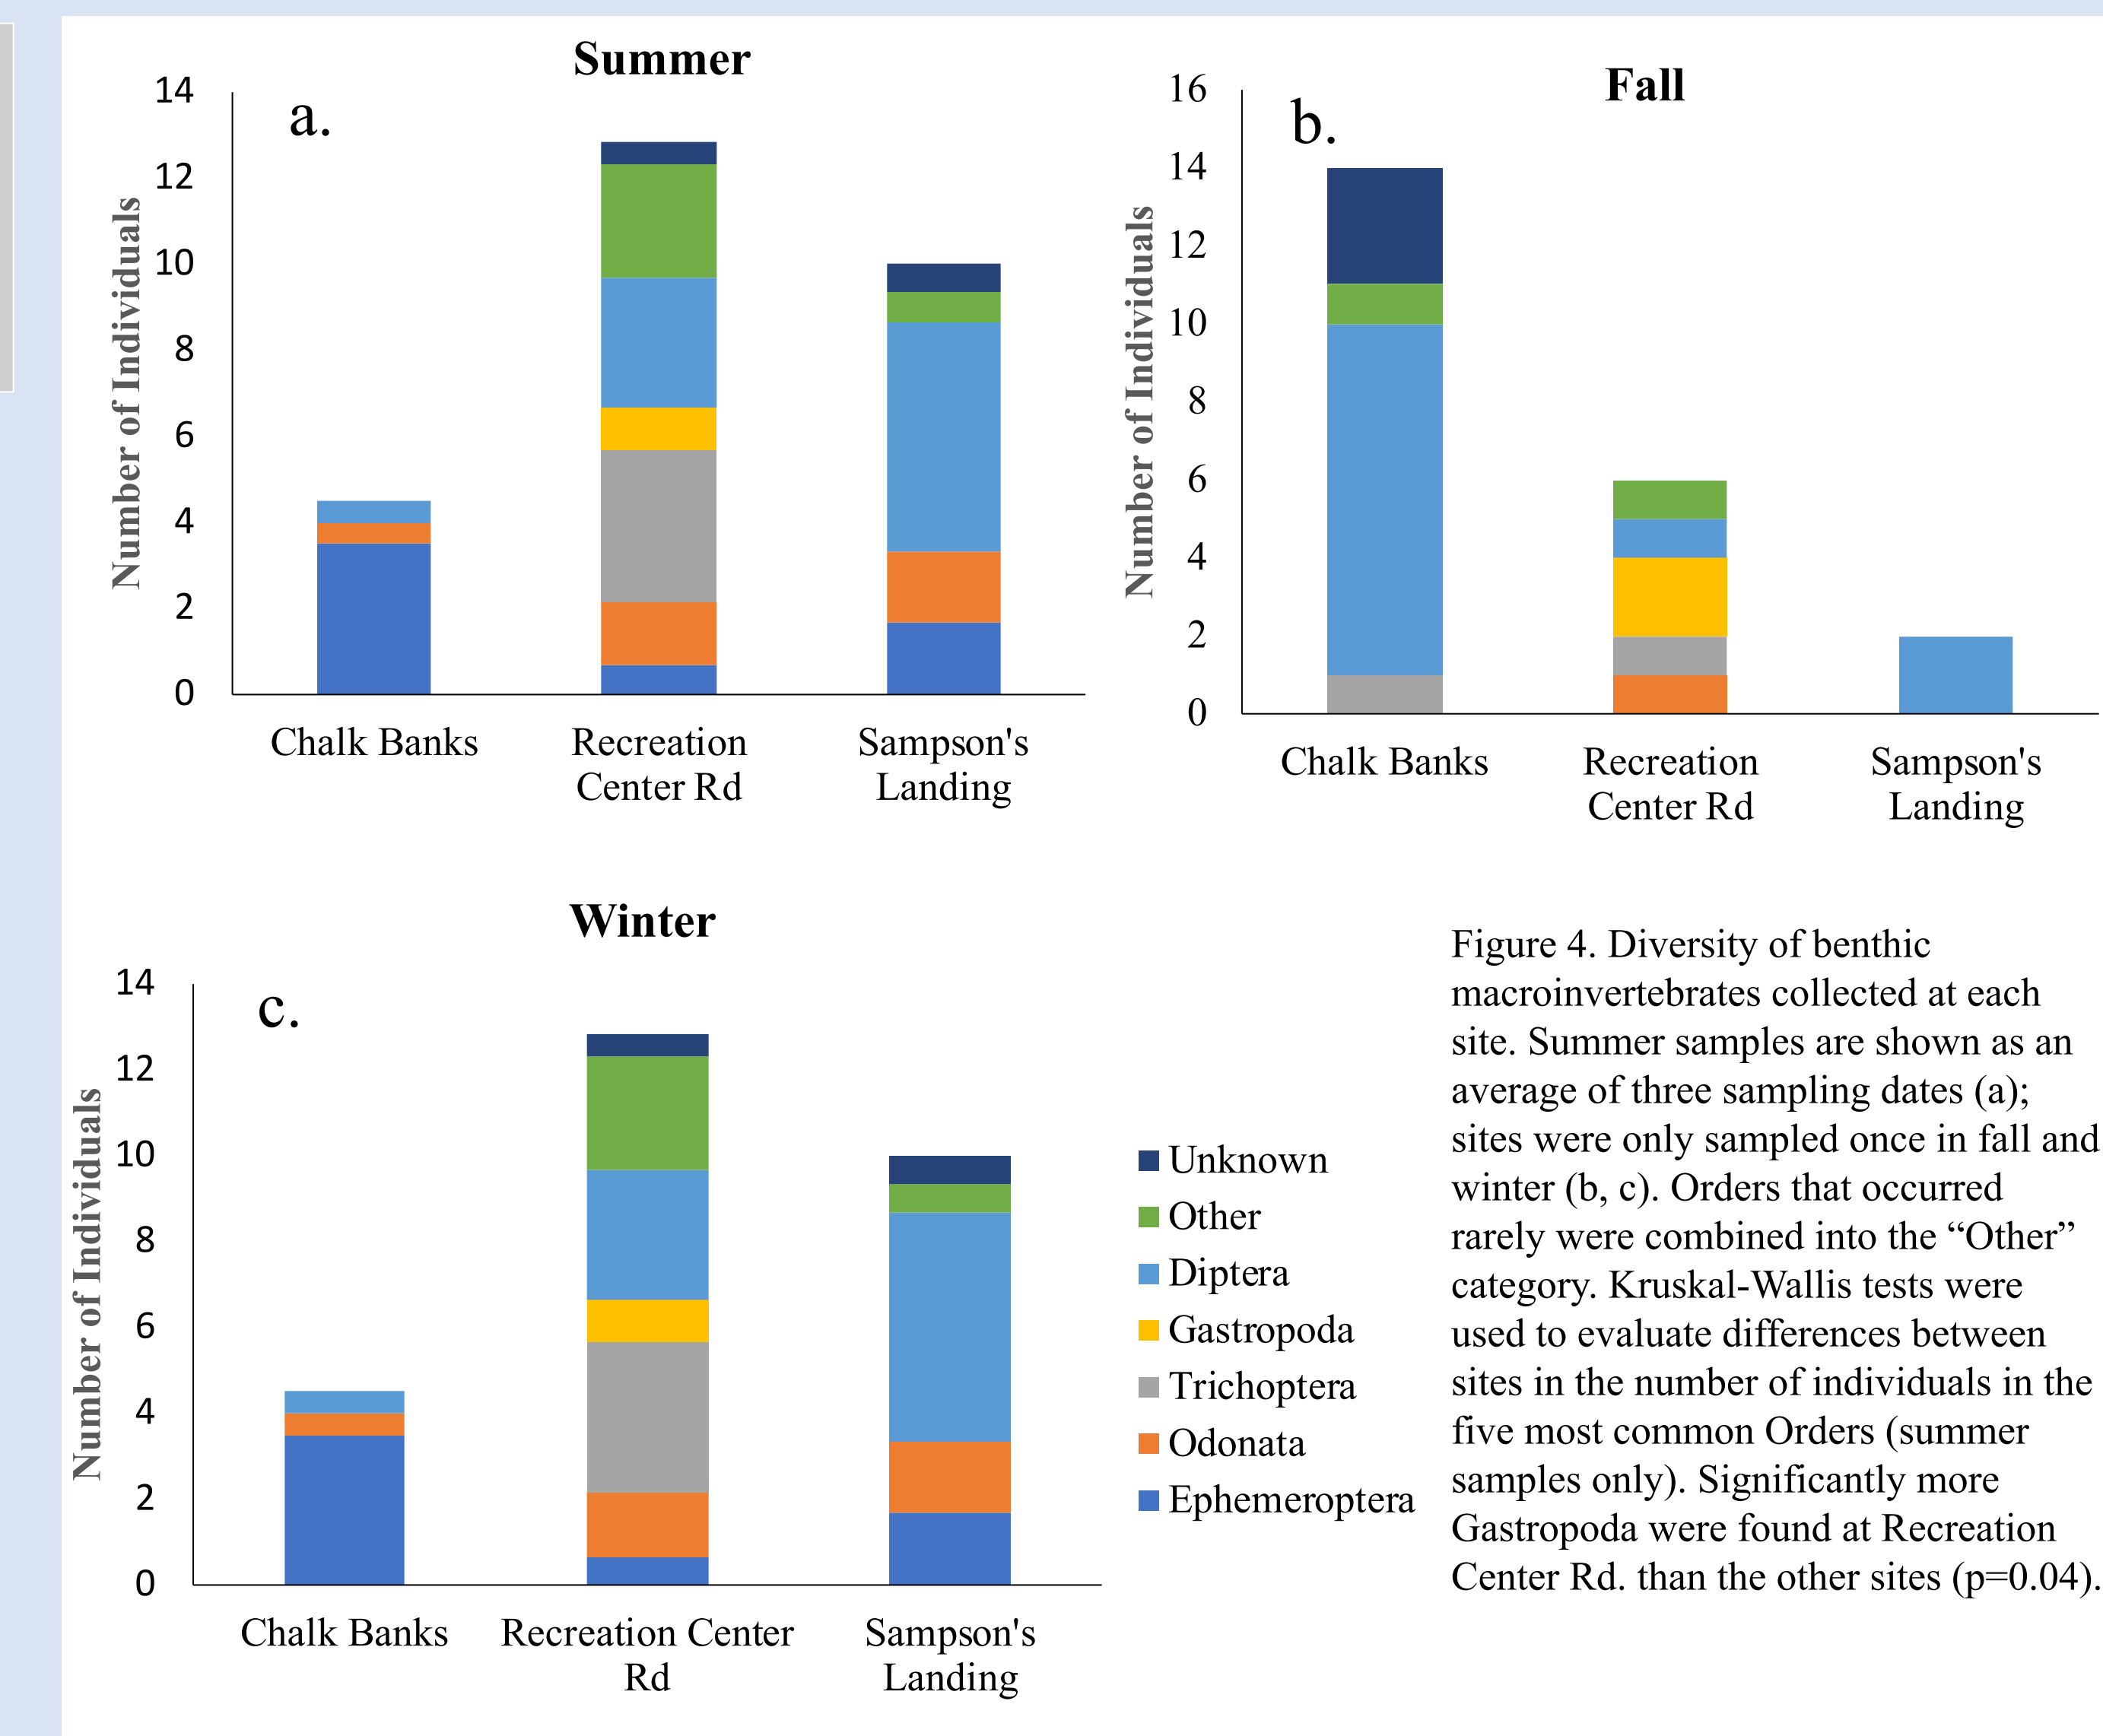 Summer
a.
14
12
10
8
6
4
2
0
Number of Individuals
Chalk Banks
Recreation
Center Rd
Sampson's
Landing
Fall
b.
16
14
12
10
8
6
4
2
0
Number of Individuals
Chalk Banks
Recreation
Center Rd
Sampson's
Landing
Winter
c.
14
12
10
8
6
4
2
0
Number of Individuals
Chalk Banks
Recreation Center
Rd
Sampson's
Landing
Unknown
Other
Diptera
Gastropoda
Trichoptera
Odonata
Ephemeroptera
Figure 4. Diversity of benthic
macroinvertebrates collected at each
site. Summer samples are shown as an
average of three sampling dates (a);
sites were only sampled once in fall and
winter (b, c). Orders that occurred
rarely were combined into the “Other”
category. Kruskal-Wallis tests were
used to evaluate differences between
sites in the number of individuals in the
five most common Orders (summer
samples only). Significantly more
Gastropoda were found at Recreation
Center Rd. than the other sites (p=0.04).